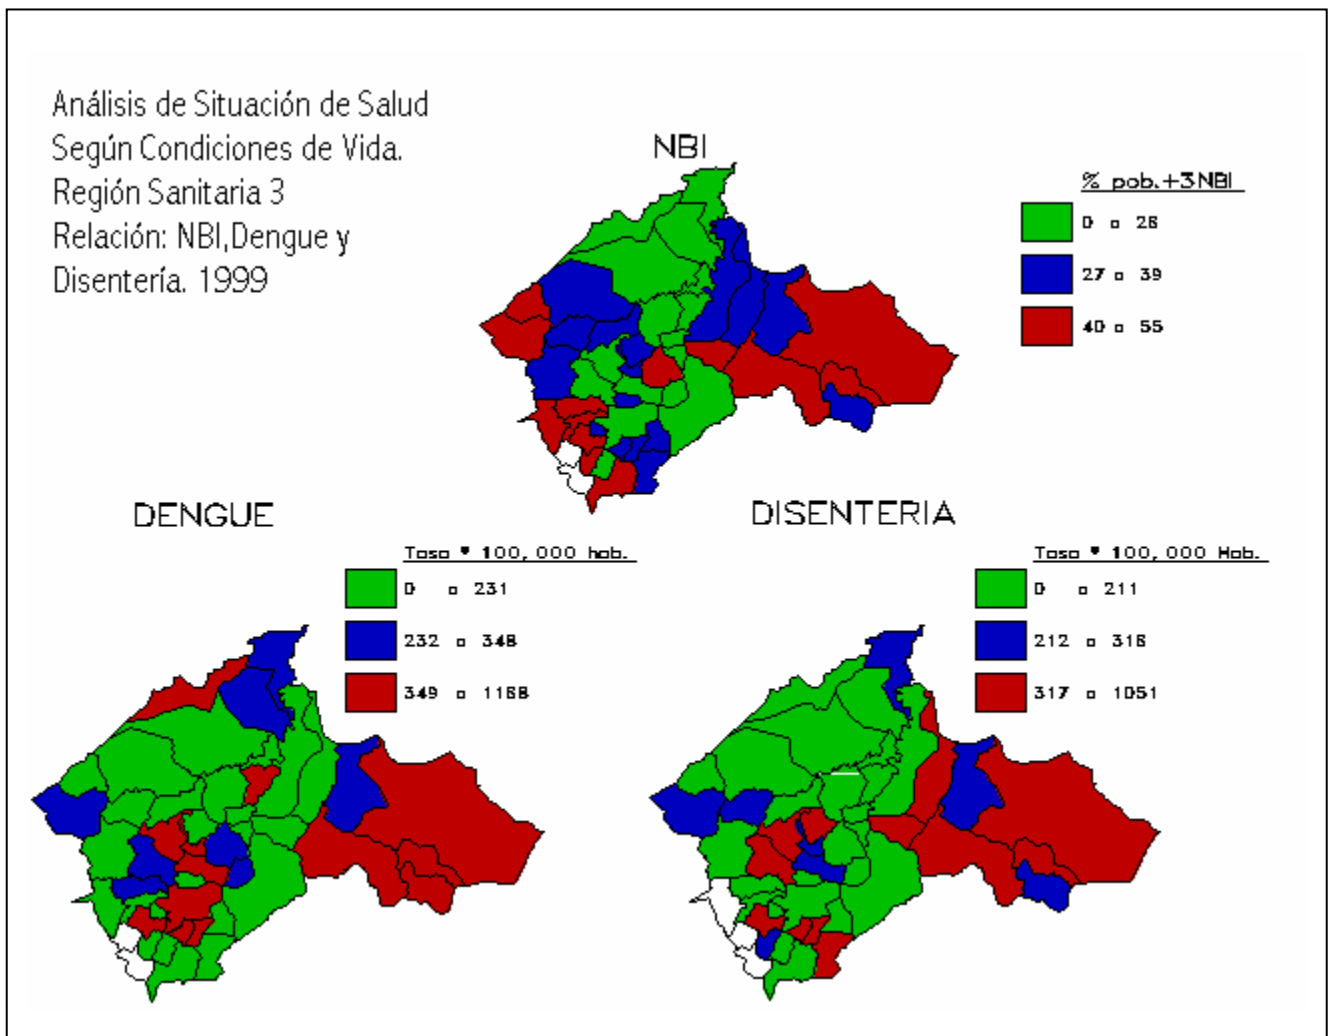 Análisis de Situación de Salud
Según Condiciones de Vida.
Región Sanitaria 3
Relación: NBI,Dengue y
Disentería. 1999
NBI
% pob.+3NBI
0 a 26
27 a 39
40 a 55
DENGUE
Tasa * 100,000 hab.
0 a 231
232 a 348
349 a 1168
DISENTERIA
Tasa * 100,000 Hab.
0 a 211
212 a 316
317 a 1051